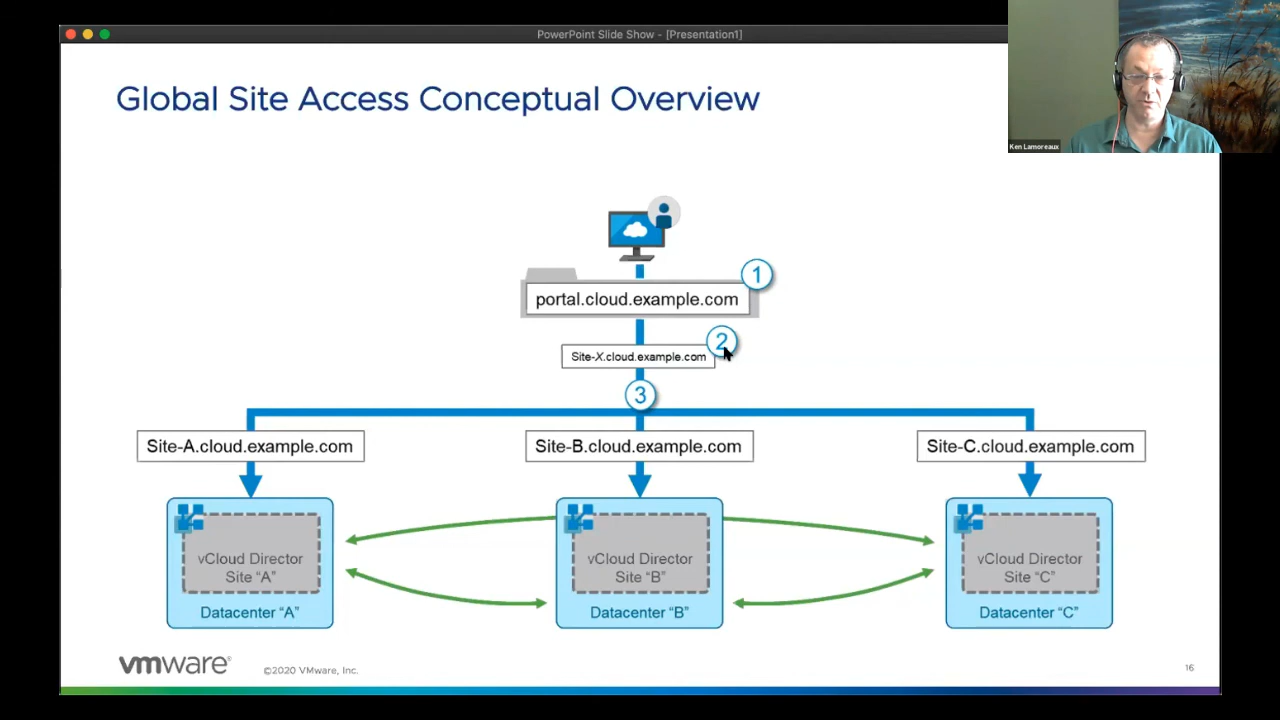 PowerPoint Slide Show - [Presentation1]
Ken Lamoreaux
Global Site Access Conceptual Overview
1
portal.cloud.example.com
2
Site-X.cloud.example.com
3
Site-A.cloud.example.com
Site-B.cloud.example.com
Site-C.cloud.example.com
vCloud Director
Site “A”
Datacenter “A”
vCloud Director
Site “B”
Datacenter “B”
vCloud Director
Site “C”
Datacenter “C”
vmware®
©2020 VMware, Inc.
16